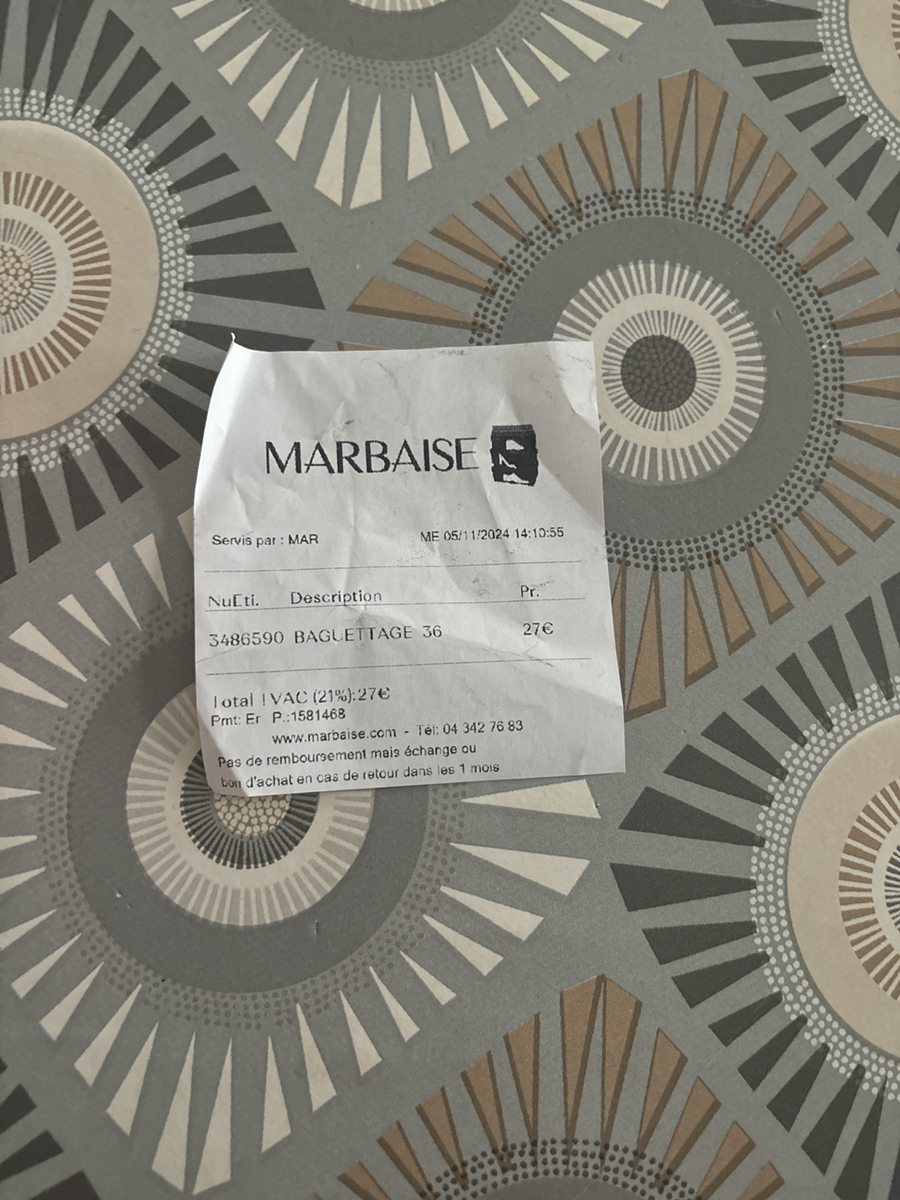 MARBAISE
Servis par : MAR ME 05/11/2024 14:10:55
NuEti. Description Pr.
3486590 BAGUETTAGE 36 27€
Total TVAC (21%):27€
Pmt: Er P.:1581468
www.marbaise.com - Tél: 04 342 76 83
Pas de remboursement mais échange ou
bon d'achat en cas de retour dans les 1 mois